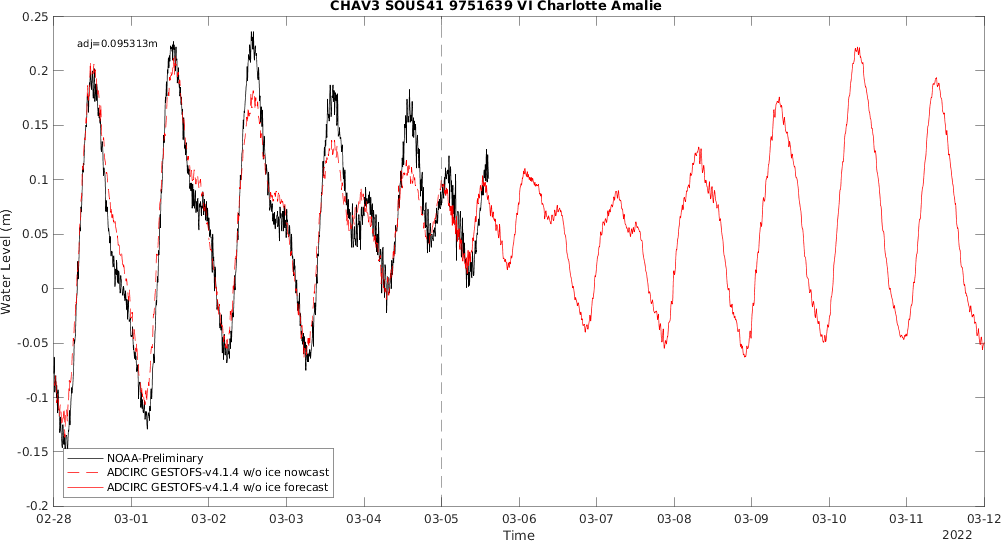 CHAV3 SOUS41 9751639 VI Charlotte Amalie
adj=0.095313m
Water Level (m)
0.25
0.2
0.15
0.1
0.05
0
-0.05
-0.1
-0.15
-0.2
NOAA-Preliminary
ADCIRC GESTOFS-v4.1.4 w/o ice nowcast
ADCIRC GESTOFS-v4.1.4 w/o ice forecast
02-28 03-01 03-02 03-03 03-04 03-05 03-06 03-07 03-08 03-09 03-10 03-11 03-12
Time
2022